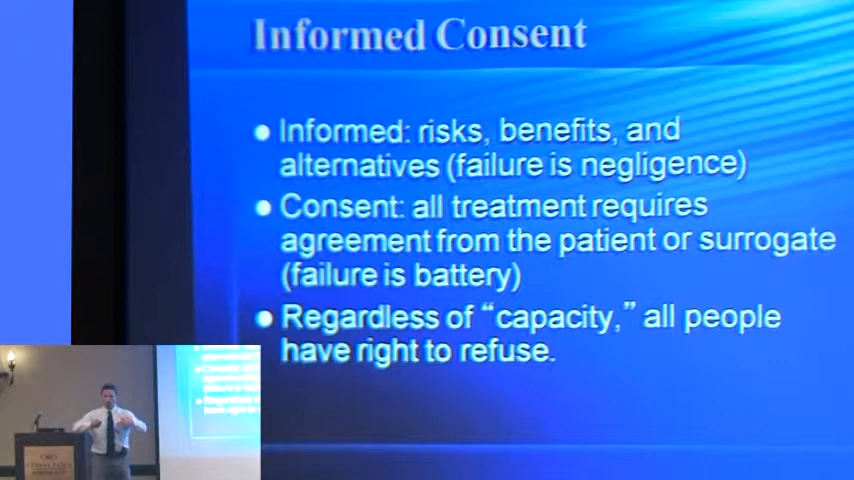 Informed Consent
● Informed: risks, benefits, and
alternatives (failure is negligence)
● Consent: all treatment requires
agreement from the patient or surrogate
(failure is battery)
● Regardless of “capacity,” all people
have right to refuse.